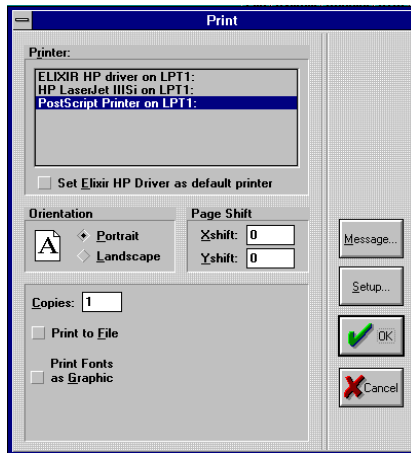 Print
Printer:
ELIXIR HP driver on LPT1:
HP LaserJet IIISi on LPT1:
PostScript Printer on LPT1:
Set Elixir HP Driver as default printer
Orientation
A
Portrait
Landscape
Page Shift
Xshift: 0
Yshift: 0
Message...
Setup...
OK
Cancel
Copies: 1
Print to File
Print Fonts
as Graphic